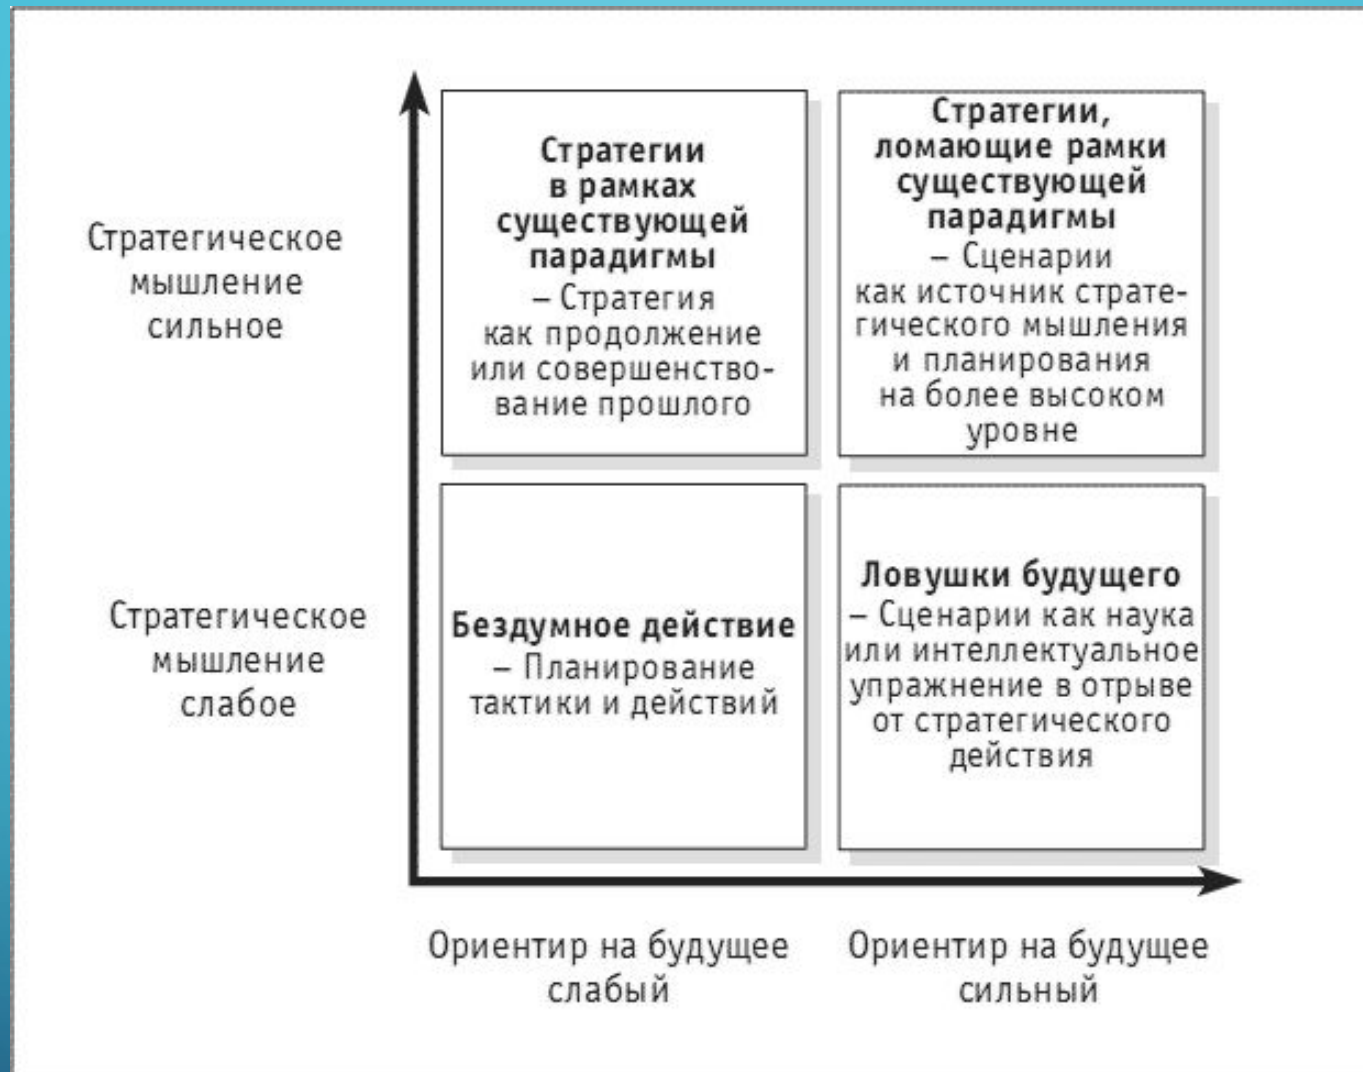 Стратегическое
мышление
сильное
Стратегии
в рамках
существующей
парадигмы
– Стратегия
как продолжение
или совершенство-
вание прошлого
Стратегии,
ломающие рамки
существующей
парадигмы
– Сценарии
как источник страте-
гического мышления
и планирования
на более высоком
уровне
Стратегическое
мышление
слабое
Бездумное действие
– Планирование
тактики и действий
Ловушки будущего
– Сценарии как наука
или интеллектуальное
упражнение в отрыве
от стратегического
действия
Ориентир на будущее
слабый
Ориентир на будущее
сильный